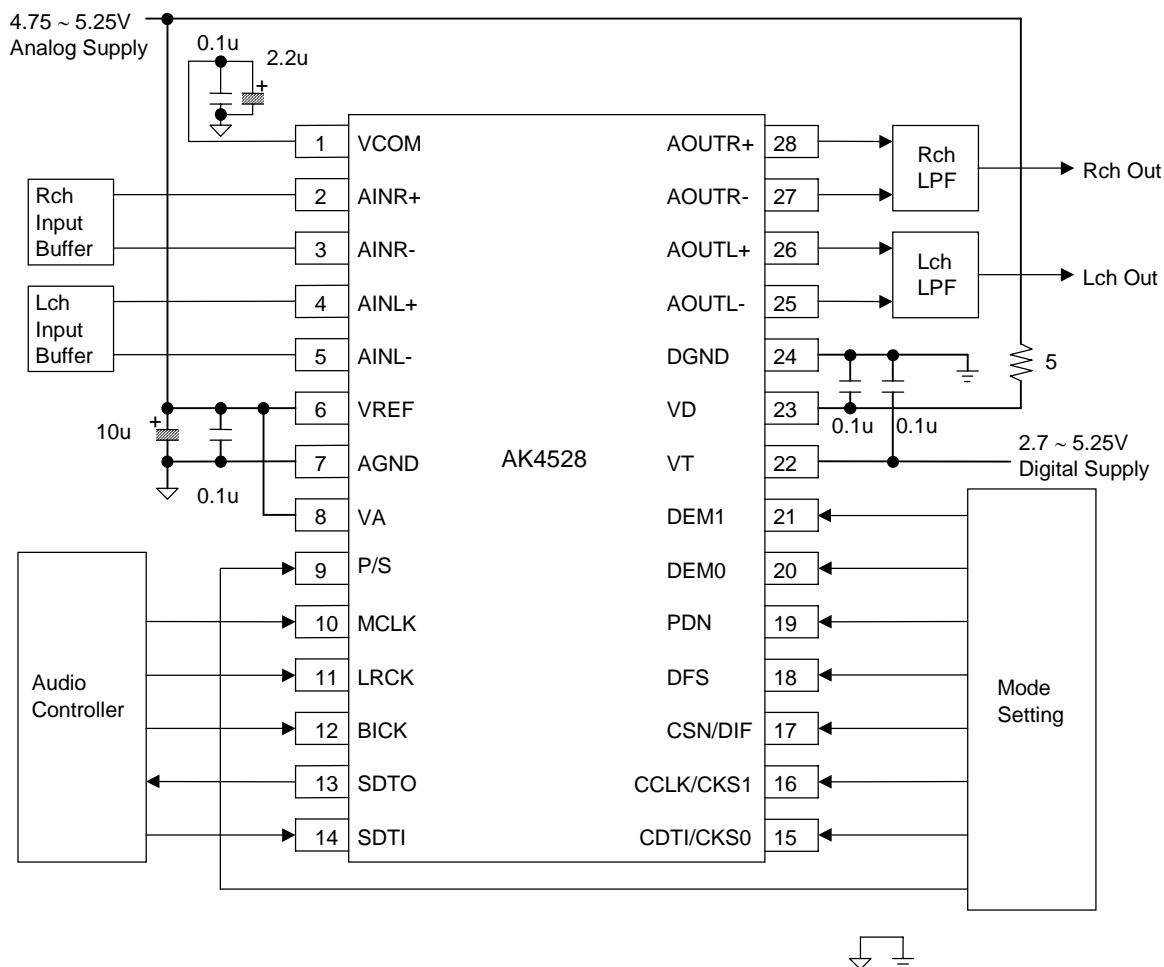 4.75 ~ 5.25V
Analog Supply
0.1u
2.2u
+
1 VCOM
AOUTR+ 28
Rch
LPF
Rch Out
Rch
Input
Buffer
2 AINR+
AOUTR- 27
3 AINR-
AOUTL+ 26
Lch
LPF
Lch Out
Lch
Input
Buffer
4 AINL+
AOUTL- 25
5 AINL-
DGND 24
5
+
10u
6 VREF
VD 23
0.1u
0.1u
7 AGND
AK4528
VT 22
2.7 ~ 5.25V
Digital Supply
0.1u
8 VA
DEM1 21
9 P/S
DEM0 20
10 MCLK
PDN 19
Audio
Controller
11 LRCK
DFS 18
Mode
Setting
12 BICK
CSN/DIF 17
13 SDTO
CCLK/CKS1 16
14 SDTI
CDTI/CKS0 15